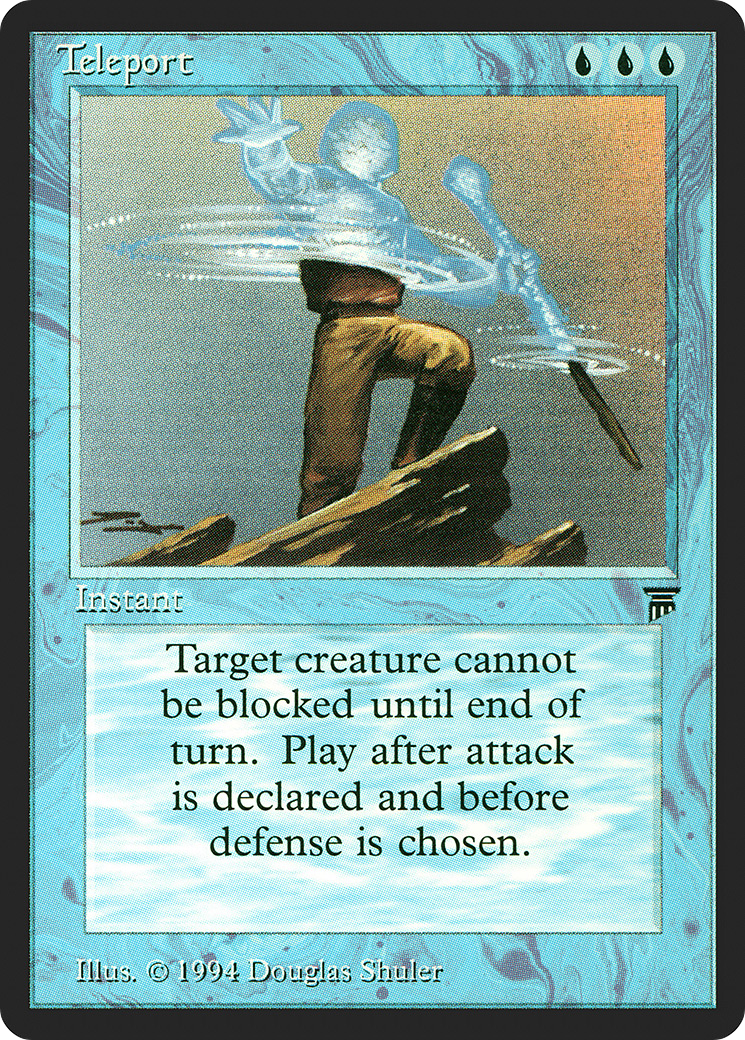 Teleport
Instant
Target creature cannot
be blocked until end of
turn. Play after attack
is declared and before
defense is chosen.
Illus. © 1994 Douglas Shuler